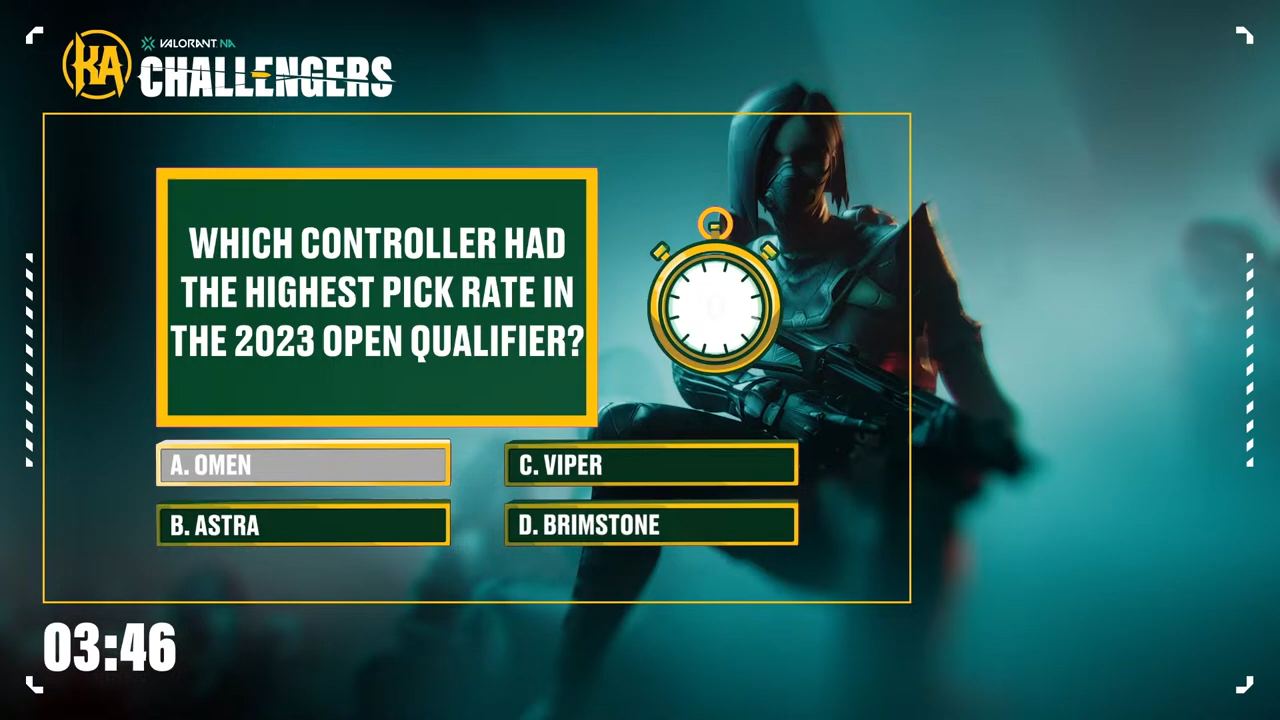 KA
VALORANT NA
CHALLENGERS
WHICH CONTROLLER HAD
THE HIGHEST PICK RATE IN
THE 2023 OPEN QUALIFIER?
A. OMEN
C. VIPER
B. ASTRA
D. BRIMSTONE
03:46